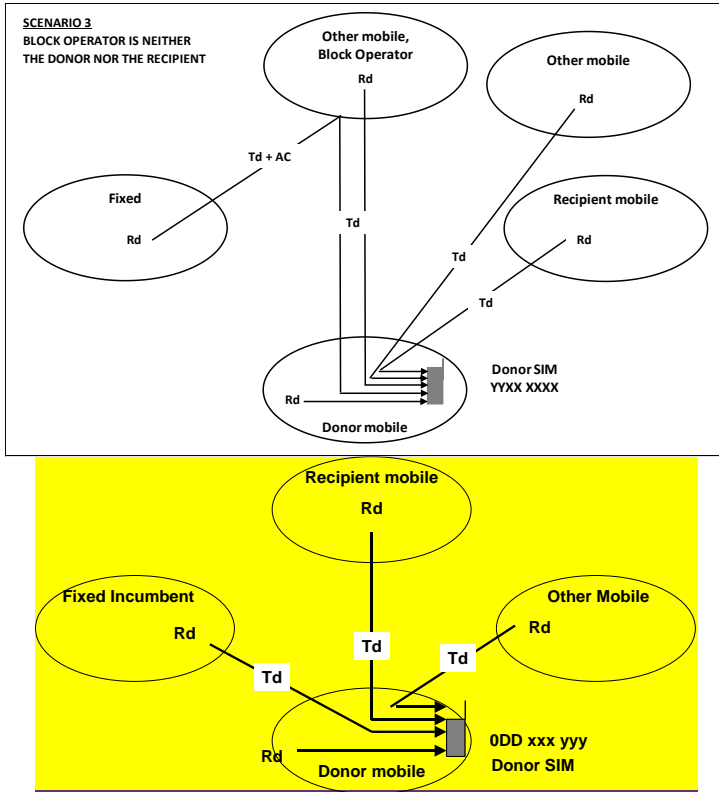 SCENARIO 3
BLOCK OPERATOR IS NEITHER
THE DONOR NOR THE RECIPIENT
Other mobile,
Block Operator
Rd
Other mobile
Rd
Td + AC
Fixed
Rd
Recipient mobile
Rd
Td
Td
Td
Donor SIM
YYXX XXXX
Rd
Donor mobile
Recipient mobile
Rd
Fixed Incumbent
Rd
Other Mobile
Rd
Td
Td
Td
0DD xxx yyy
Donor SIM
Rd
Donor mobile